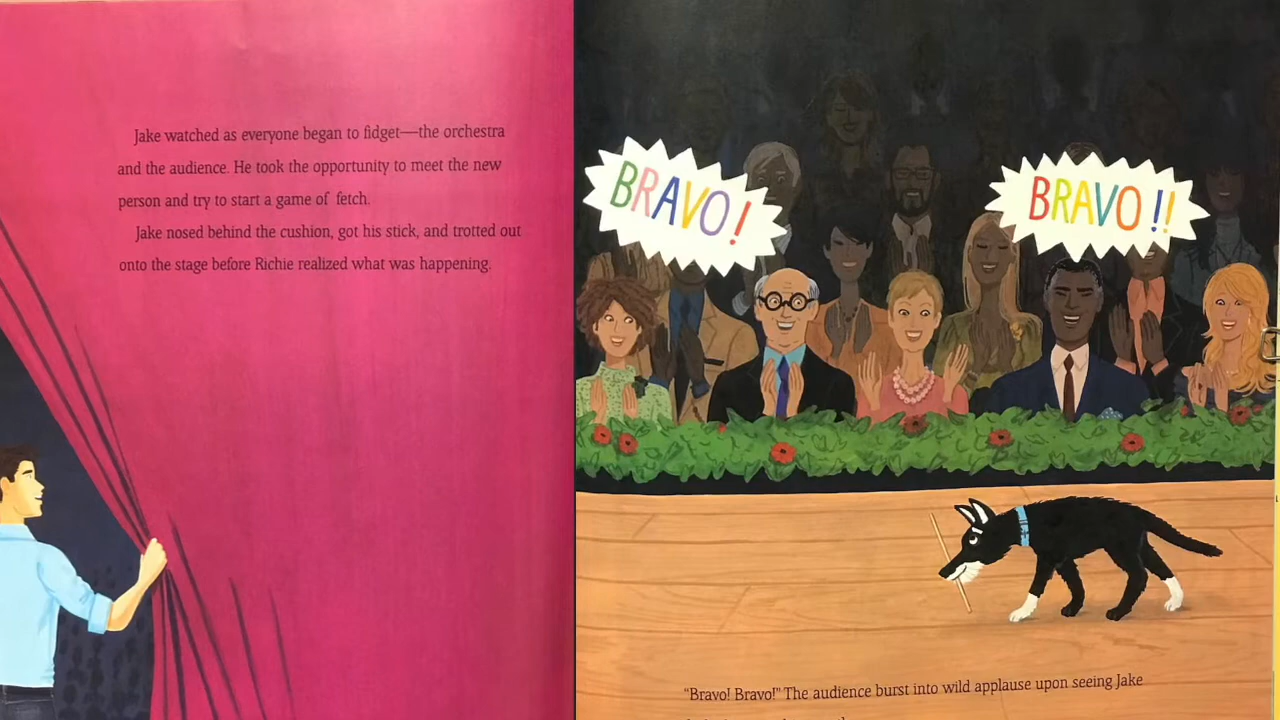 Jake watched as everyone began to fidget—the orchestra
and the audience. He took the opportunity to meet the new
person and try to start a game of fetch.
Jake nosed behind the cushion, got his stick, and trotted out
onto the stage before Richie realized what was happening.
BRAVO!
BRAVO!!
"Bravo! Bravo!" The audience burst into wild applause upon seeing Jake